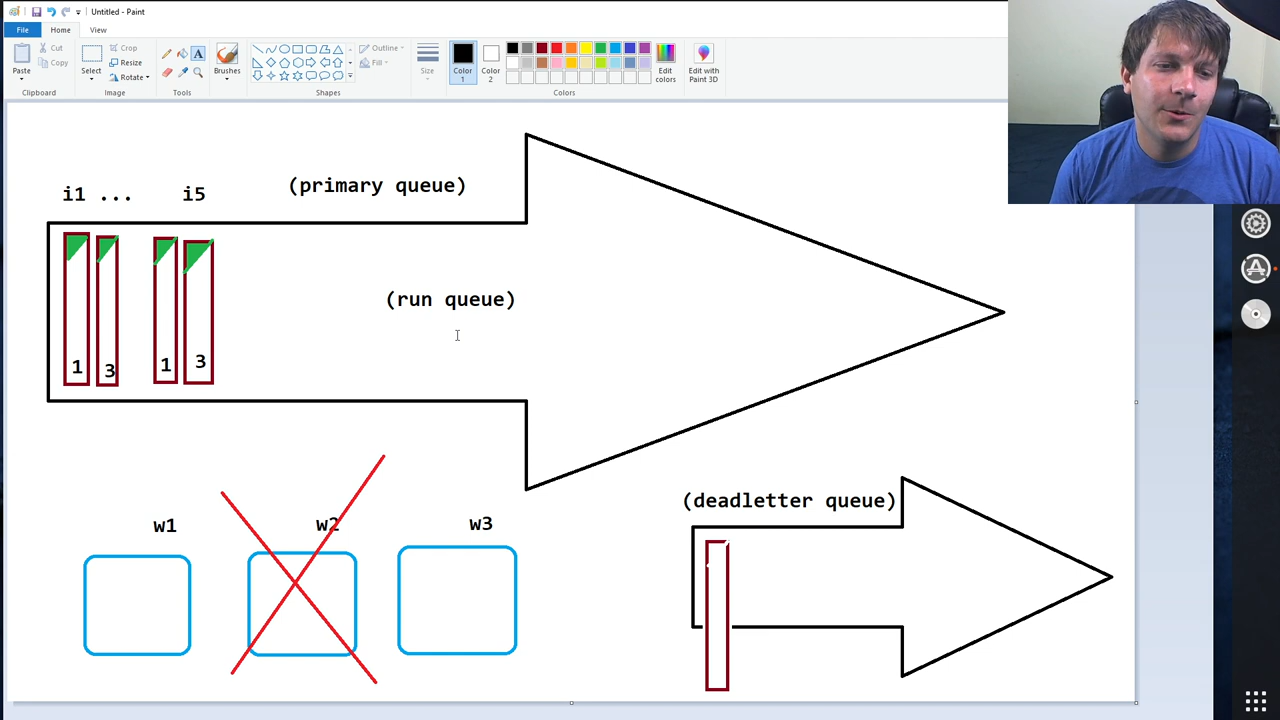 Untitled - Paint
File
Home
View
Paste
Cut
Copy
Clipboard
Select
Crop
Resize
Rotate
Image
A
Tools
Brushes
Shapes
Outline
Fill
Size
A
Color
1
Color
2
Colors
Edit
colors
Edit with
Paint 3D
i1 ...
i5
(primary queue)
1
3
1
3
(run queue)
w1
w2
w3
(deadletter queue)